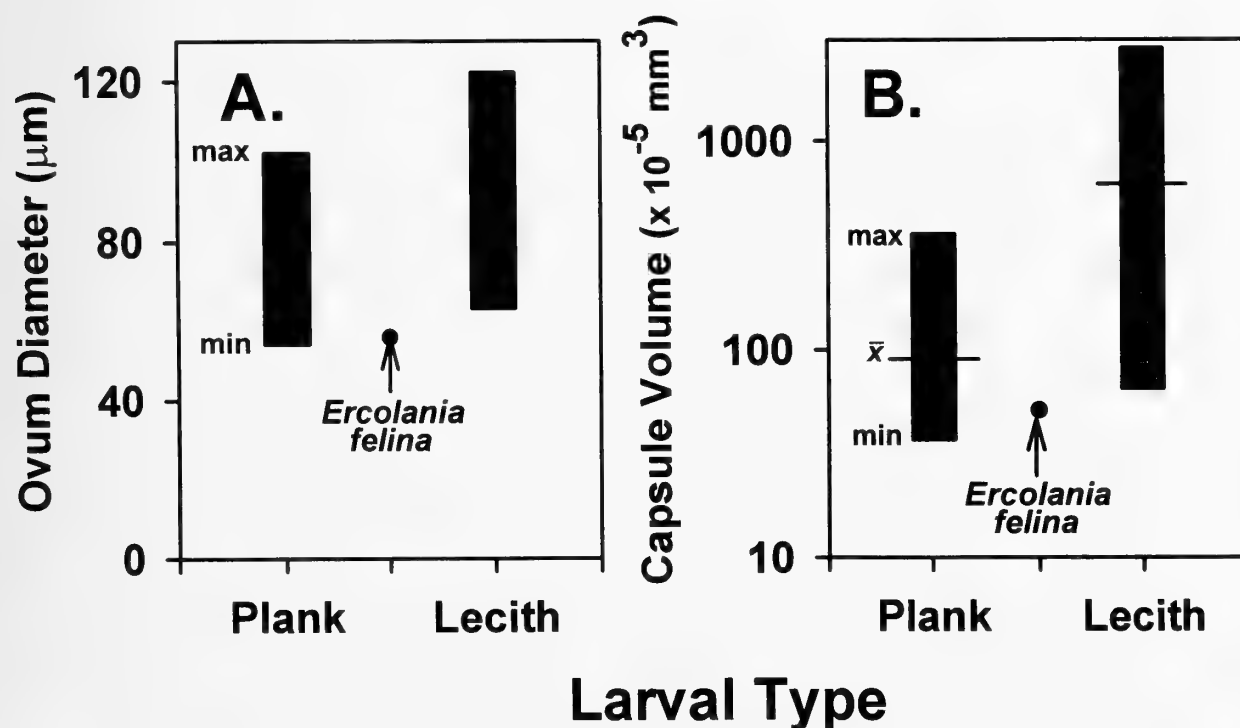 Ovum Diameter (μm)
120
80
40
0
A.
max
min
Ercolania
felina
Plank
Lecith
Capsule Volume (x 10⁻⁵ mm³)
1000
100
10
B.
max
x̄
min
Ercolania
felina
Plank
Lecith
Larval Type